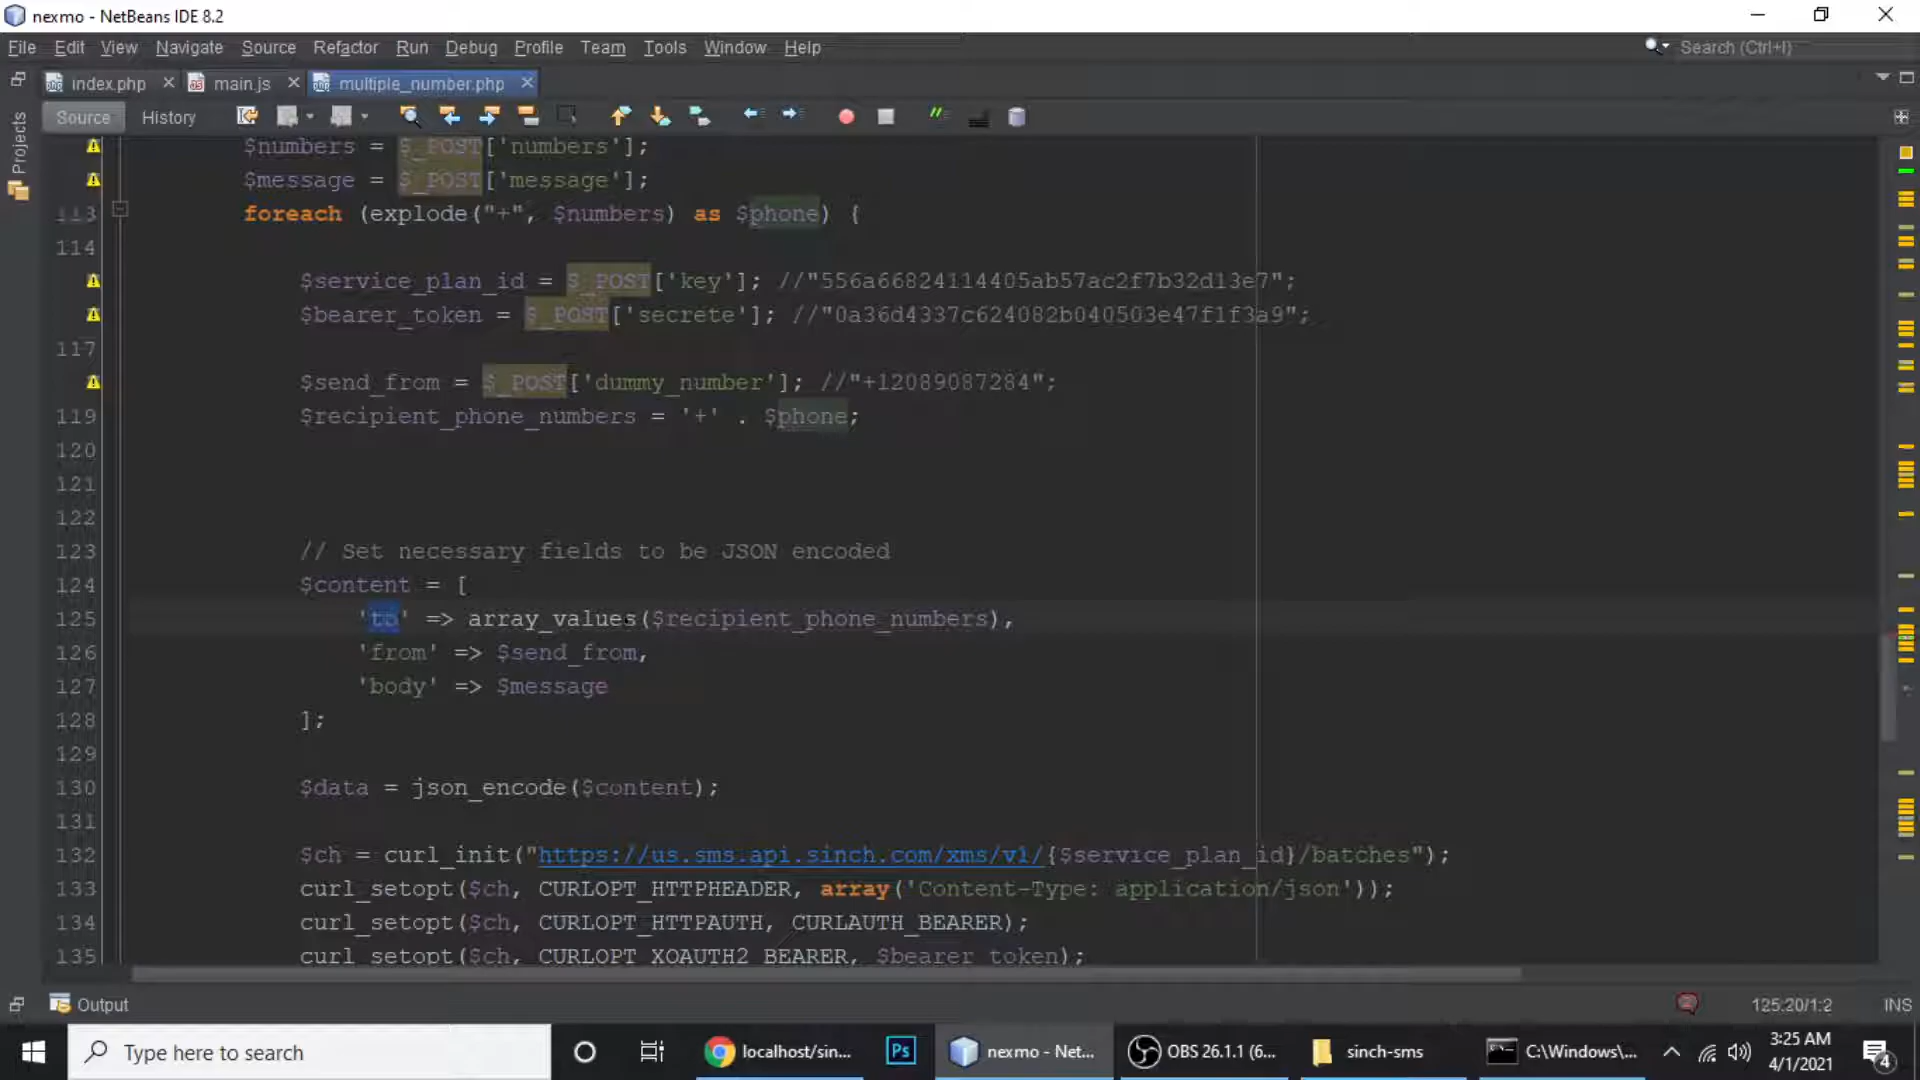 nexmo - NetBeans IDE 8.2
File Edit View Navigate Source Refactor Run Debug Profile Team Tools Window Help
Search (Ctrl+I)
index.php main.js multiple_number.php
Source History
Projects
$numbers = $_POST['numbers'];
$message = $_POST['message'];
113 foreach (explode("+", $numbers) as $phone) {
114
$service_plan_id = $_POST['key']; //"556a66824114405ab57ac2f7b32d13e7";
$bearer_token = $_POST['secrete']; //"0a36d4337c624082b040503e47f1f3a9";
117
$send_from = $_POST['dummy_number']; //"+12089087284";
119 $recipient_phone_numbers = '+' . $phone;
120
121
122
123 // Set necessary fields to be JSON encoded
124 $content = [
125 'to' => array_values($recipient_phone_numbers),
126 'from' => $send_from,
127 'body' => $message
128 ];
129
130 $data = json_encode($content);
131
132 $ch = curl_init("https://us.sms.api.sinch.com/xms/v1/{$service_plan_id}/batches");
133 curl_setopt($ch, CURLOPT_HTTPHEADER, array('Content-Type: application/json'));
134 curl_setopt($ch, CURLOPT_HTTPAUTH, CURLAUTH_BEARER);
135 curl_setopt($ch, CURLOPT_XOAUTH2_BEARER, $bearer_token);
Output
125:20/1:2 INS
Type here to search
Ps
localhost/sin...
nexmo - Net...
OBS 26.1.1 (6...
sinch-sms
C:\Windows\...
3:25 AM
4/1/2021
4